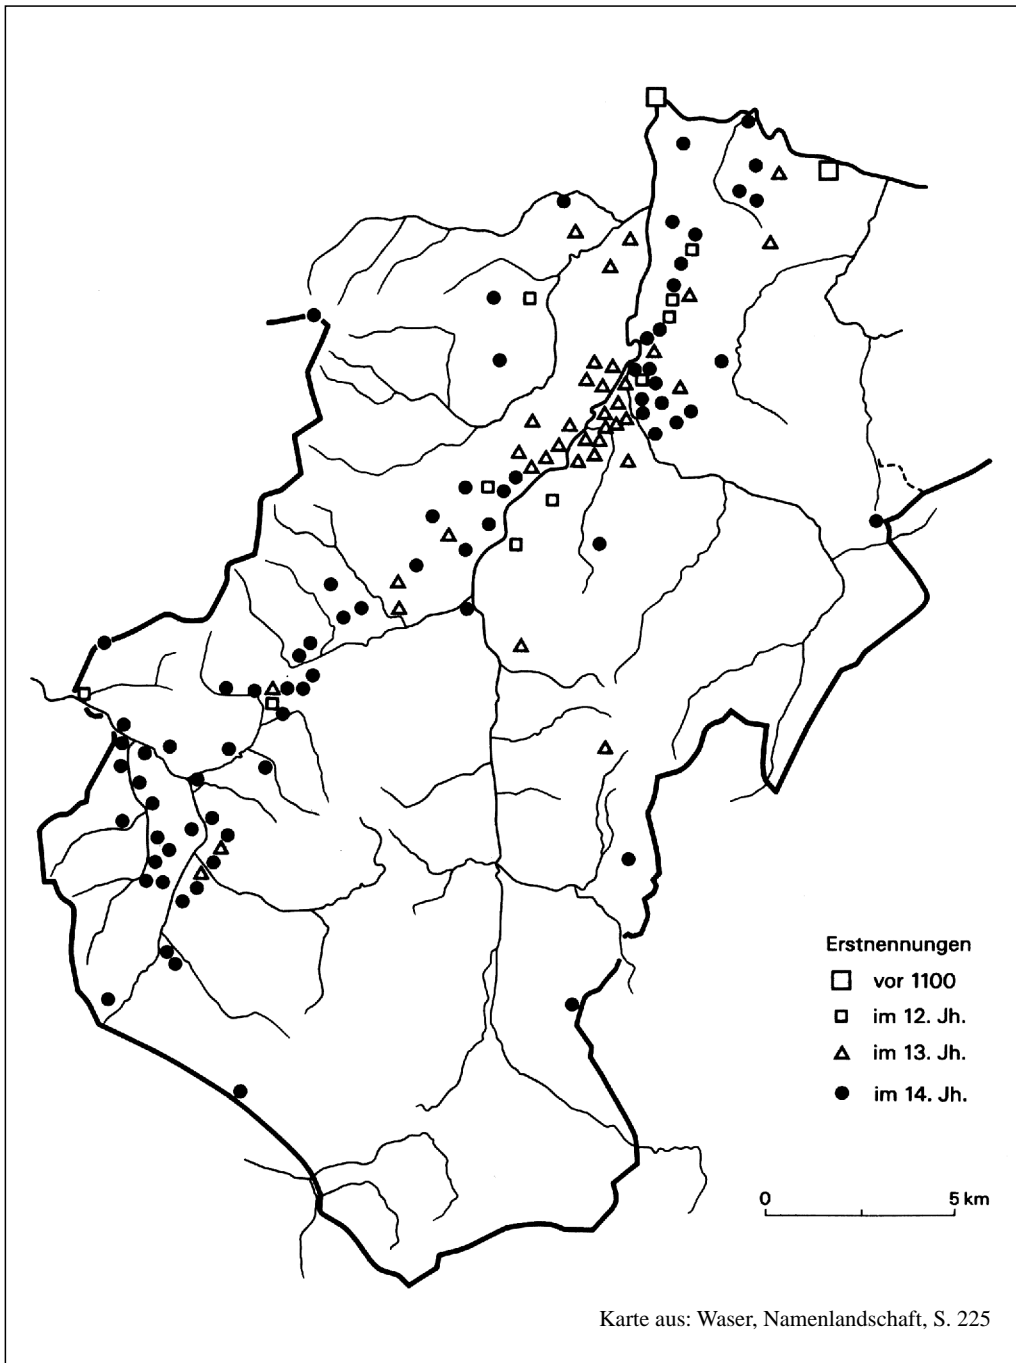 Erstnennungen
vor 1100
im 12. Jh.
im 13. Jh.
im 14. Jh.
0 5 km
Karte aus: Waser, Namenlandschaft, S. 225